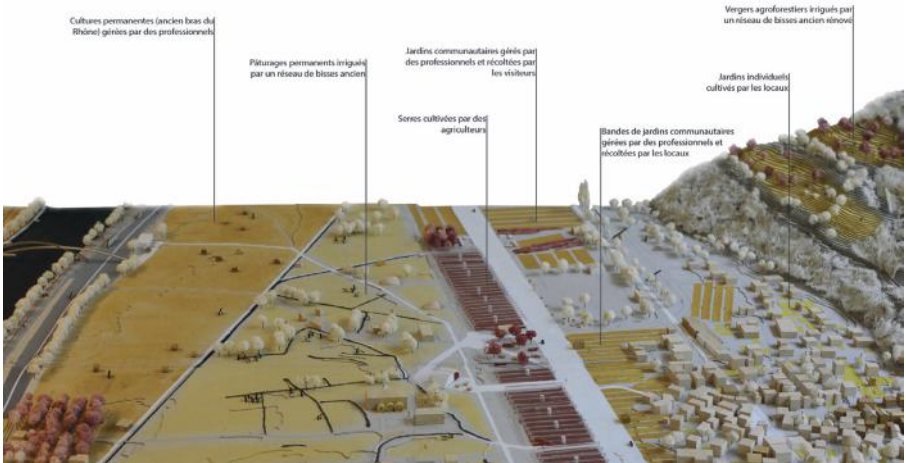 Cultures permanentes (ancien bras du
Rhône) gérées par des professionnels
Pâturages permanents irrigués
par un réseau de bisses ancien
Jardins communautaires gérés par
des professionnels et récoltées par
les visiteurs
Serres cultivées par des
agriculteurs
Bandes de jardins communautaires
gérées par des professionnels et
récoltées par les locaux
Jardins individuels
cultivés par les locaux
Vergers agroforestiers irrigués par
un réseau de bisses ancien rénové